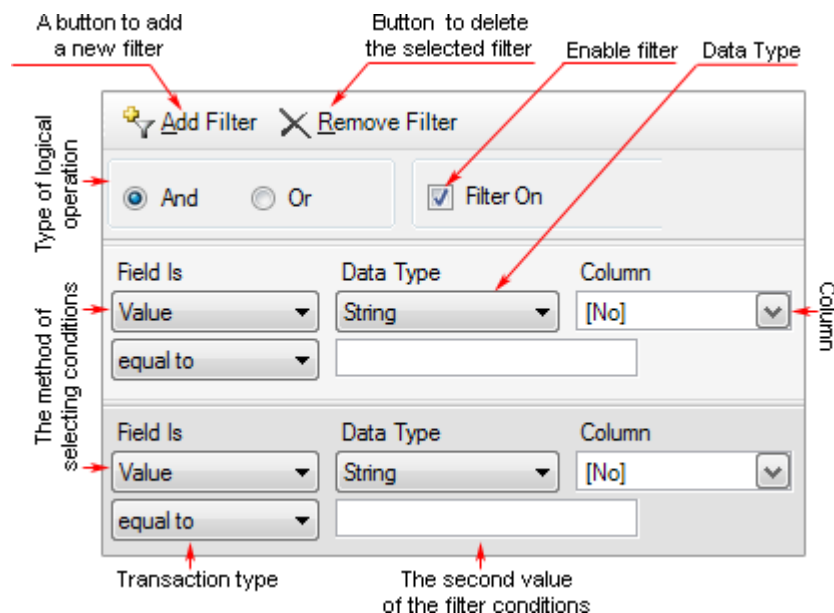 A button to add
a new filter
Button to delete
the selected filter
Enable filter
Data Type
Add Filter
Remove Filter
Type of logical
operation
And
Or
Filter On
The method of
selecting conditions
Field Is
Data Type
Column
Value
String
[No]
Column
equal to
Field Is
Data Type
Column
Value
String
[No]
equal to
Transaction type
The second value
of the filter conditions